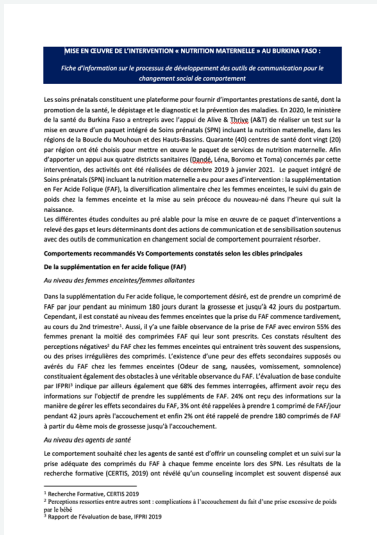 MISE EN ŒUVRE DE L'INTERVENTION « NUTRITION MATERNELLE » AU BURKINA FASO :
Fiche d'information sur le processus de développement des outils de communication pour le
changement social de comportement
Les soins prénatals constituent une plateforme pour fournir d'importantes prestations de santé, dont la
promotion de la santé, le dépistage et le diagnostic et la prévention des maladies. En 2020, le ministère
de la santé du Burkina Faso a entrepris avec l'appui de Alive & Thrive (A&T) de réaliser un test sur la
mise en œuvre d'un paquet intégré de Soins prénatals (SPN) incluant la nutrition maternelle, dans les
régions de la Boucle du Mouhoun et des Hauts-Bassins. Quarante (40) centres de santé dont vingt (20)
par région ont été choisis pour mettre en œuvre le paquet de services de nutrition maternelle. Afin
d'apporter un appui aux quatre districts sanitaires (Dandé, Léna, Boromo et Toma) concernés par cette
intervention, des activités ont été réalisées de décembre 2019 à janvier 2021. Le paquet intégré de
Soins prénatals (SPN) incluant la nutrition maternelle a eu pour axes d'intervention : la supplémentation
en Fer Acide Folique (FAF), la diversification alimentaire chez les femmes enceintes, le suivi du gain de
poids chez la femme enceinte et la mise au sein précoce du nouveau-né dans l'heure qui suit la
naissance.
Les différentes études conduites au pré alable pour la mise en œuvre de ce paquet d'interventions a
relevé des gaps et leurs déterminants dont des actions de communication et de sensibilisation soutenus
avec des outils de communication en changement social de comportement pourraient résorber.
Comportements recommandés Vs Comportements constatés selon les cibles principales
De la supplémentation en fer acide folique (FAF)
Au niveau des femmes enceintes/femmes allaitantes
Dans la supplémentation du Fer acide folique, le comportement désiré, est de prendre un comprimé de
FAF par jour pendant au minimum 180 jours durant la grossesse et jusqu'à 42 jours du postpartum.
Cependant, il est constaté au niveau des femmes enceintes que la prise du FAF commence tardivement,
au cours du 2nd trimestre¹. Aussi, il y'a une faible observance de la prise de FAF avec environ 55% des
femmes prenant la moitié des comprimées FAF qui leur sont prescrits. Ces constats résultent des
perceptions négatives² du FAF chez les femmes enceintes qui entrainent très souvent des suspensions,
ou des prises irrégulières des comprimés. L'existence d'une peur des effets secondaires supposés ou
avérés du FAF chez les femmes enceintes (Odeur de sang, nausées, vomissement, somnolence)
constituaient également des obstacles à une véritable observance du FAF. L'évaluation de base conduite
par IFPRI³ indique par ailleurs également que 68% des femmes interrogées, affirment avoir reçu des
informations sur l'objectif de prendre les suppléments de FAF. 24% ont reçu des informations sur la
manière de gérer les effets secondaires du FAF, 3% ont été rappelées à prendre 1 comprimé de FAF/jour
pendant 42 jours après l'accouchement et enfin 2% ont été rappelé de prendre 180 comprimés de FAF
à partir du 4ème mois de grossesse jusqu'à l'accouchement.
Au niveau des agents de santé
Le comportement souhaité chez les agents de santé est d'offrir un counseling complet et un suivi sur la
prise adéquate des comprimés du FAF à chaque femme enceinte lors des SPN. Les résultats de la
recherche formative (CERTIS, 2019) ont révélé qu'un counseling incomplet est souvent dispensé aux
¹ Recherche Formative, CERTIS 2019
² Perceptions ressorties entre autres sont : complications à l'accouchement du fait d'une prise excessive de poids
par le bébé
³ Rapport de l'évaluation de base, IFPRI 2019